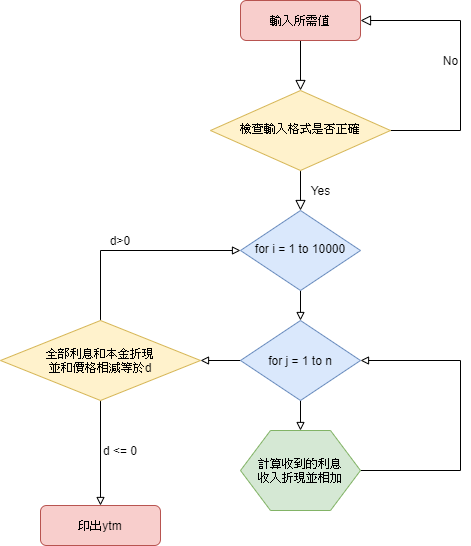 輸入所需值
No
檢查輸入格式是否正確
Yes
d>0
for i = 1 to 10000
全部利息和本金折現
並和價格相減等於d
for j = 1 to n
d <= 0
計算收到的利息
收入折現並相加
印出ytm